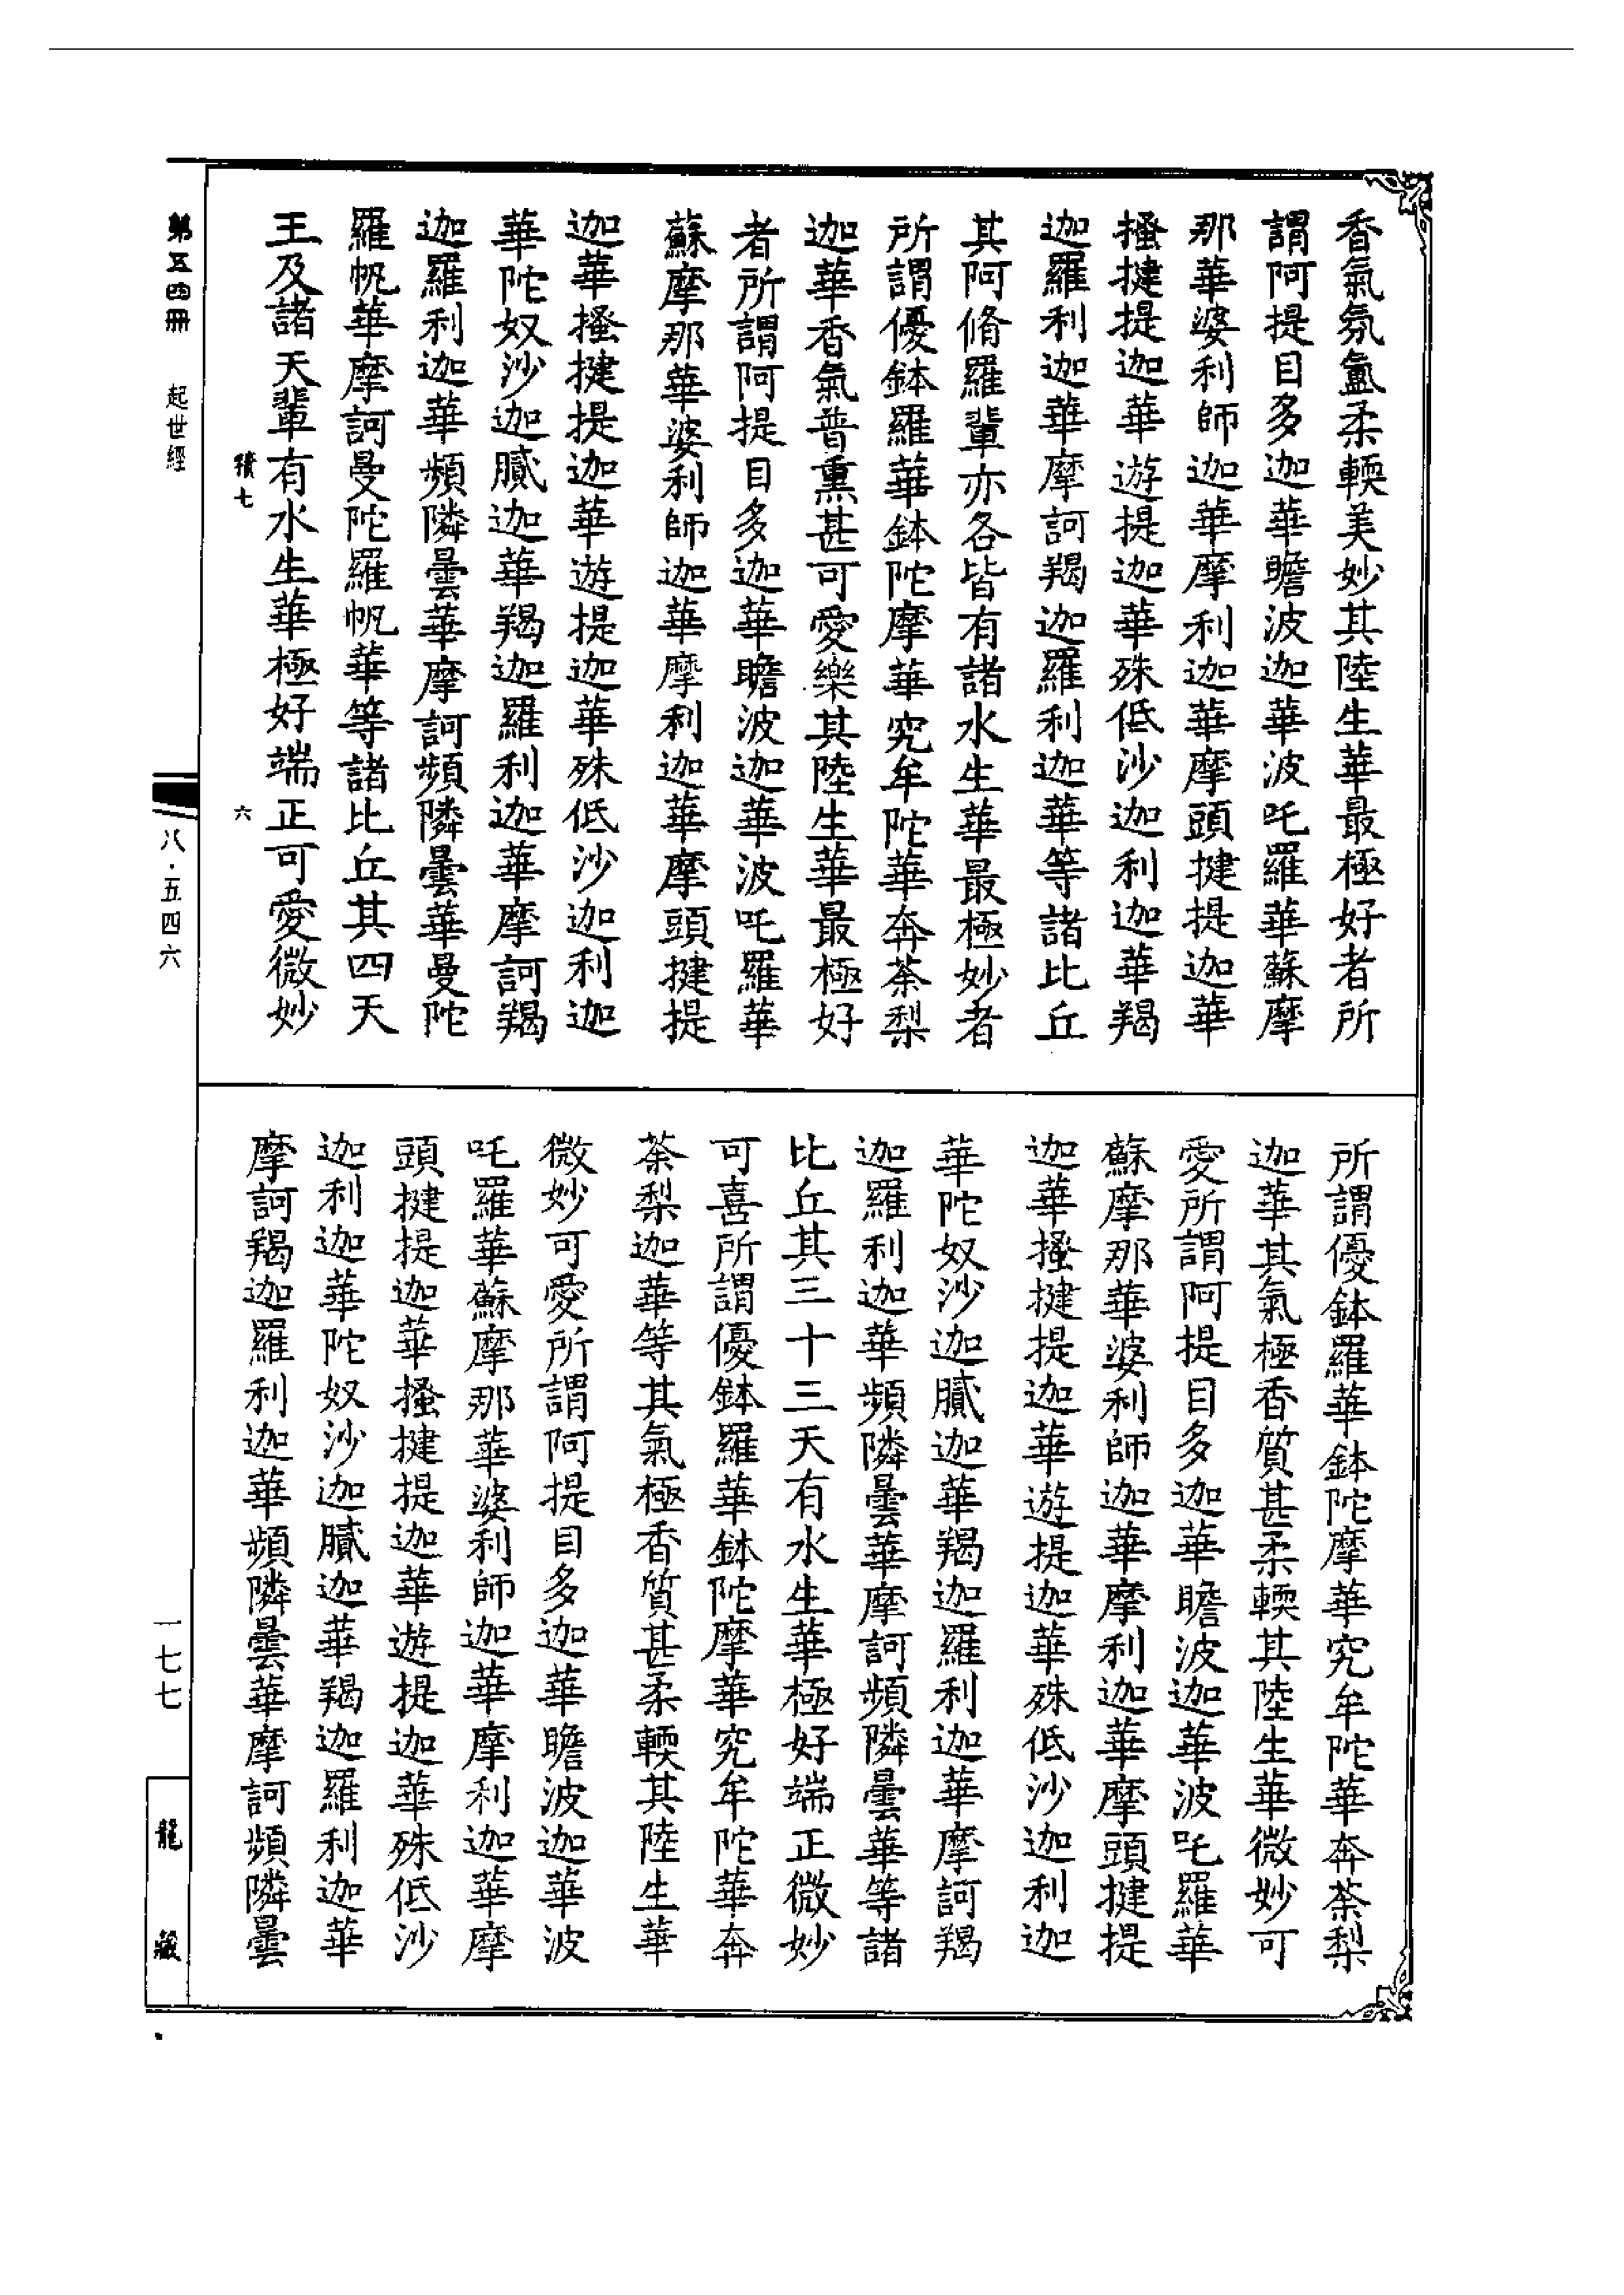 香氣氛氳柔輭美妙其陸生華最極好者所
謂阿提目多迦華瞻波迦華波吒羅華蘇摩
那華婆利師迦華摩利迦華摩頭揵提迦華
搔揵提迦華遊提迦華殊低沙迦利迦華羯
迦羅利迦華摩訶羯迦羅利迦華等諸比丘
其阿脩羅輩亦各皆有諸水生華最極妙者
所謂優鉢羅華鉢陀摩華究牟陀華奔茶梨
迦華香氣普熏甚可愛樂其陸生華最極好
者所謂阿提目多迦華瞻波迦華波吒羅華
蘇摩那華婆利師迦華摩利迦華摩頭揵提
迦華搔揵提迦華遊提迦華殊低沙迦利迦
華陀奴沙迦膩迦華羯迦羅利迦華摩訶羯
迦羅利迦華頻隣曇華摩訶頻隣曇華曼陀
羅帆華摩訶曼陀羅帆華等諸比丘其四天
王及諸天輩有水生華極好端正可愛微妙
積七 六
所謂優鉢羅華鉢陀摩華究牟陀華奔茶梨
迦華其氣極香質甚柔輭其陸生華微妙可
愛所謂阿提目多迦華瞻波迦華波吒羅華
蘇摩那華婆利師迦華摩利迦華摩頭揵提
迦華搔揵提迦華遊提迦華殊低沙迦利迦
華陀奴沙迦膩迦華羯迦羅利迦華摩訶羯
迦羅利迦華頻隣曇華摩訶頻隣曇華等諸
比丘其三十三天有水生華極好端正微妙
可喜所謂優鉢羅華鉢陀摩華究牟陀華奔
茶梨迦華等其氣極香質甚柔輭其陸生華
微妙可愛所謂阿提目多迦華瞻波迦華波
吒羅華蘇摩那華婆利師迦華摩利迦華摩
頭揵提迦華搔揵提迦華遊提迦華殊低沙
迦利迦華陀奴沙迦膩迦華羯迦羅利迦華
摩訶羯迦羅利迦華頻隣曇華摩訶頻隣曇
第五四冊 起世經
八·五四六
一七七
龍藏